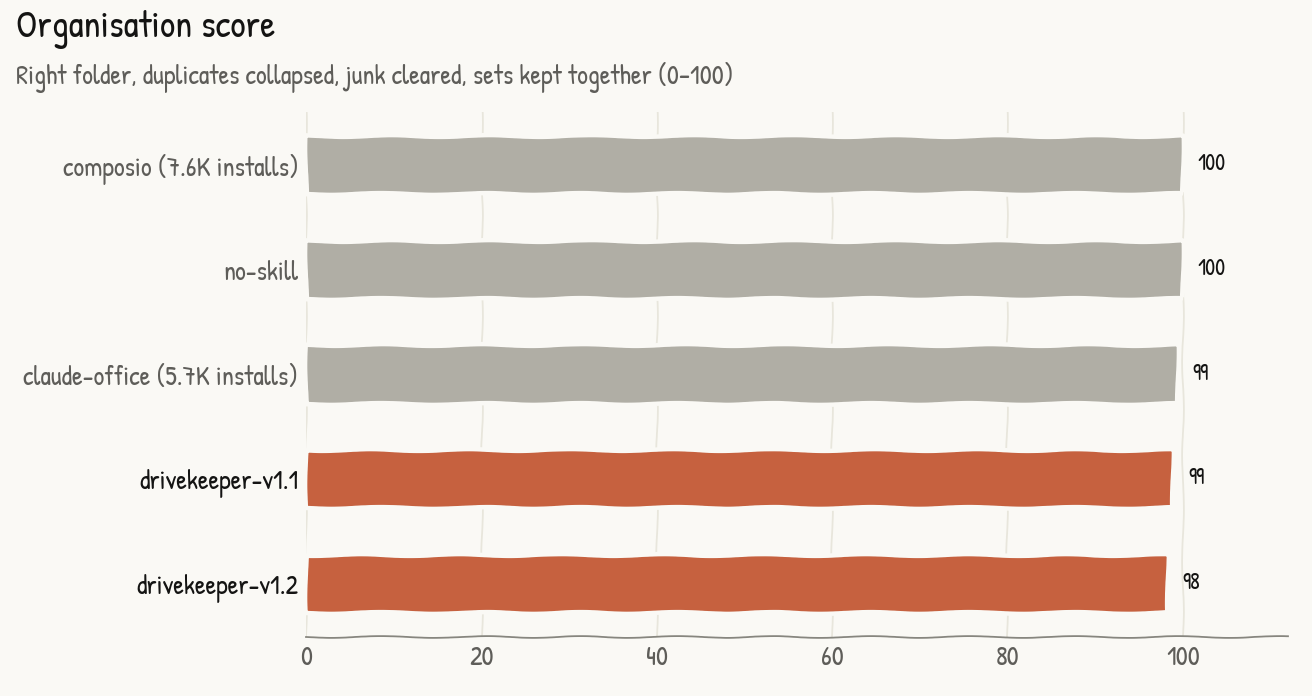 Organisation score
Right folder, duplicates collapsed, junk cleared, sets kept together (0-100)
composio (7.6K installs)
100
no-skill
100
claude-office (5.7K installs)
99
drivekeeper-v1.1
99
drivekeeper-v1.2
98
0 20 40 60 80 100